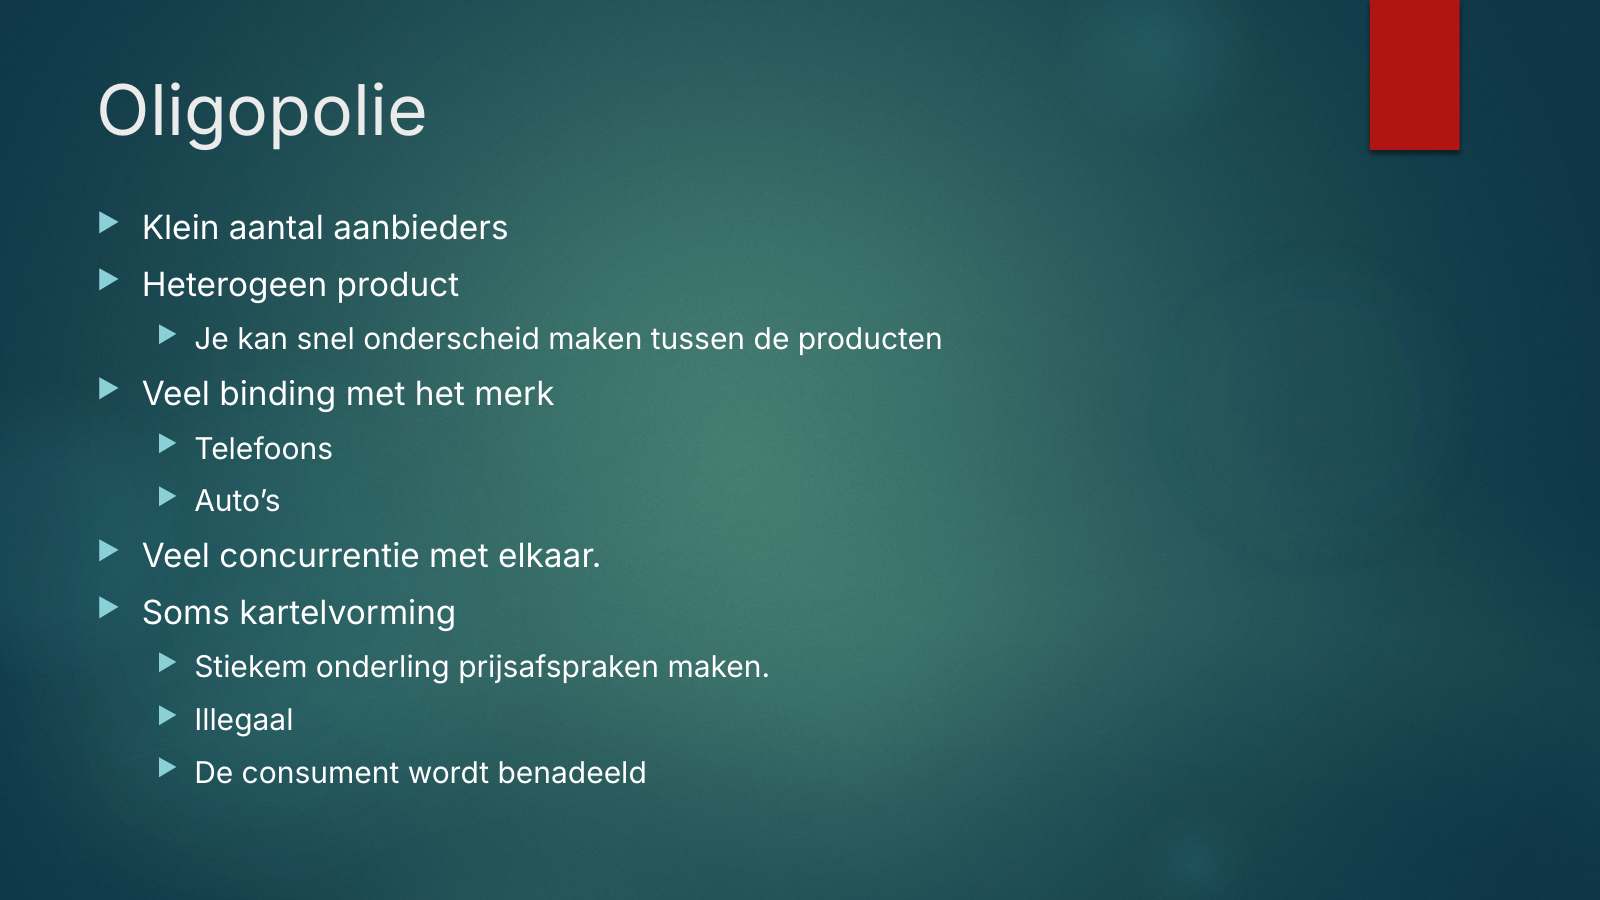 Oligopolie
Klein aantal aanbieders
Heterogeen product
Je kan snel onderscheid maken tussen de producten
Veel binding met het merk
Telefoons
Auto’s
Veel concurrentie met elkaar.
Soms kartelvorming
Stiekem onderling prijsafspraken maken.
Illegaal
De consument wordt benadeeld